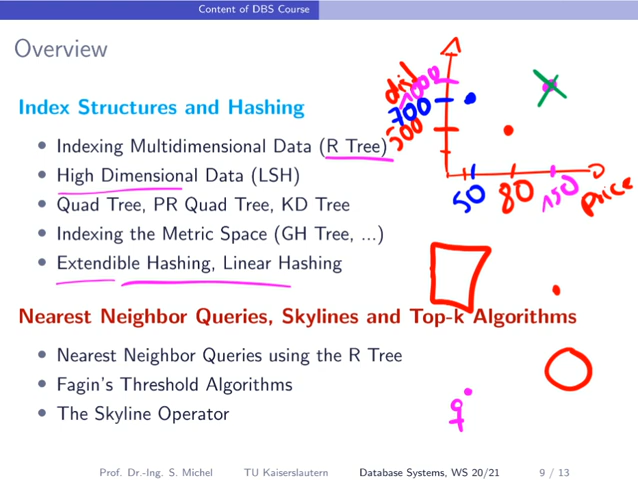 Content of DBS Course
Overview
Index Structures and Hashing
• Indexing Multidimensional Data (R Tree)
• High Dimensional Data (LSH)
• Quad Tree, PR Quad Tree, KD Tree
• Indexing the Metric Space (GH Tree, ...)
• Extendible Hashing, Linear Hashing
Nearest Neighbor Queries, Skylines and Top-k Algorithms
• Nearest Neighbor Queries using the R Tree
• Fagin's Threshold Algorithms
• The Skyline Operator
1000
700
500
50 80 150 price
q
Prof. Dr.-Ing. S. Michel TU Kaiserslautern Database Systems, WS 20/21 9 / 13